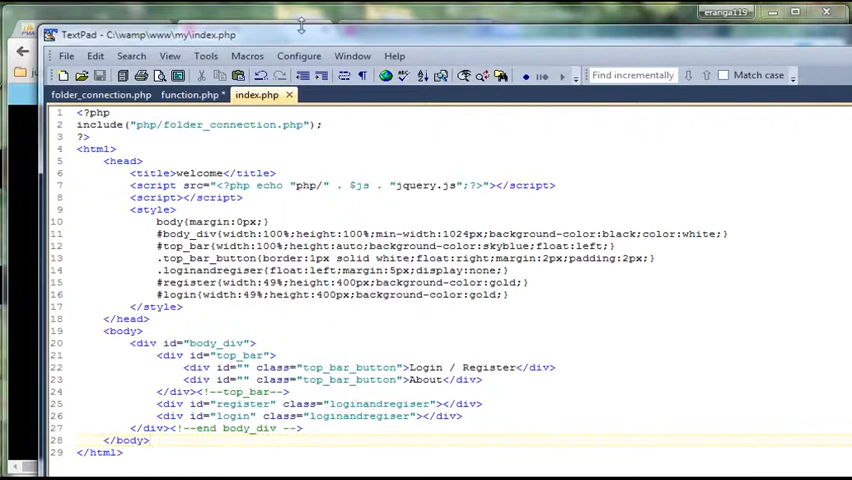 eranga119
TextPad - C:\wamp\www\my\index.php
File Edit Search View Tools Macros Configure Window Help
Find incrementally Match case
folder_connection.php function.php * index.php
1 <?php
2 include("php/folder_connection.php");
3 ?>
4 <html>
5 <head>
6 <title>welcome</title>
7 <script src="<?php echo "php/" . $js . "jquery.js";?>"></script>
8 <script></script>
9 <style>
10 body{margin:0px;}
11 #body_div{width:100%;height:100%;min-width:1024px;background-color:black;color:white;}
12 #top_bar{width:100%;height:auto;background-color:skyblue;float:left;}
13 .top_bar_button{border:1px solid white;float:right;margin:2px;padding:2px;}
14 .loginandregiser{float:left;margin:5px;display:none;}
15 #register{width:49%;height:400px;background-color:gold;}
16 #login{width:49%;height:400px;background-color:gold;}
17 </style>
18 </head>
19 <body>
20 <div id="body_div">
21 <div id="top_bar">
22 <div id="" class="top_bar_button">Login / Register</div>
23 <div id="" class="top_bar_button">About</div>
24 </div><!--top_bar-->
25 <div id="register" class="loginandregiser"></div>
26 <div id="login" class="loginandregiser"></div>
27 </div><!--end body_div -->
28 </body>
29 </html>